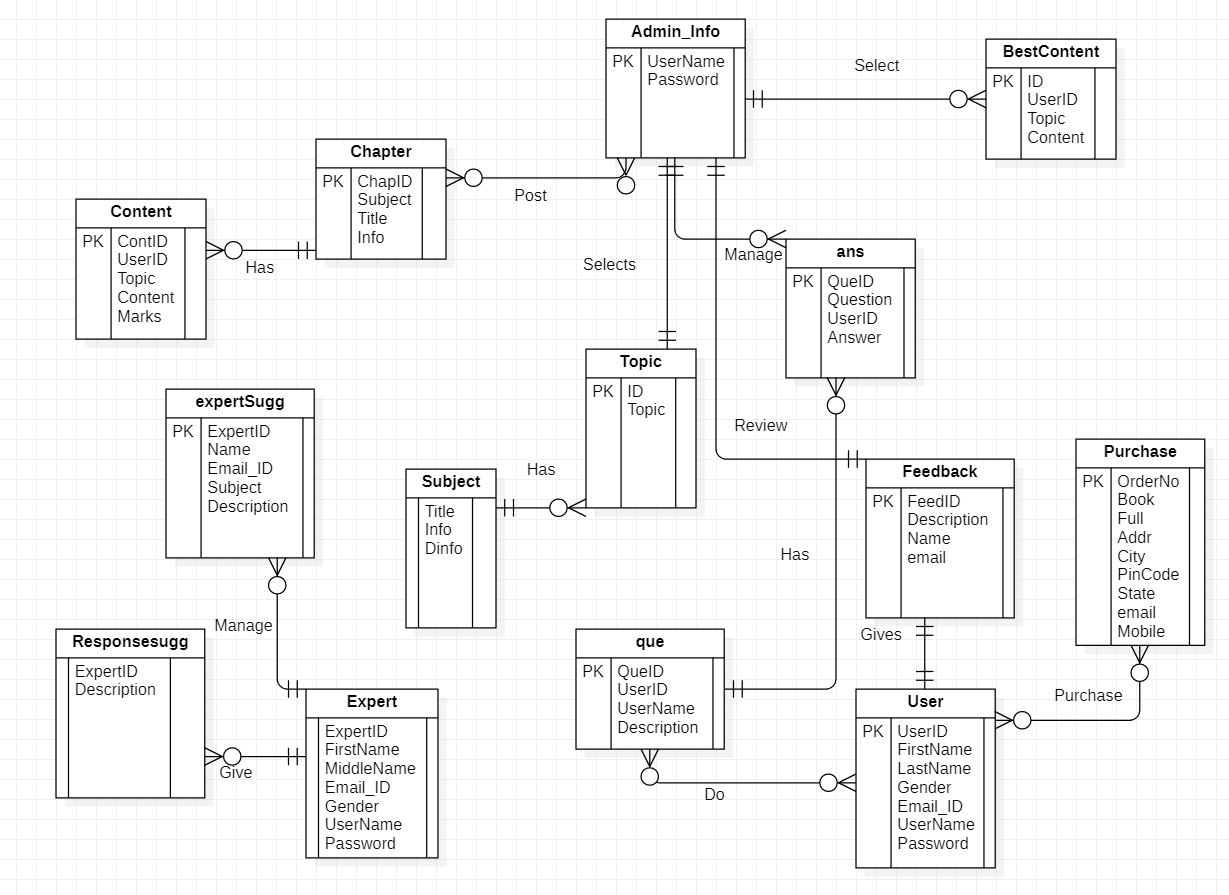 Admin_Info
PK UserName
Password
Select
BestContent
PK ID
UserID
Topic
Content
Chapter
PK ChapID
Subject
Title
Info
Post
Content
PK ContID
UserID
Topic
Content
Marks
Has
Selects
Manage
ans
PK QueID
Question
UserID
Answer
Topic
PK ID
Topic
expertSugg
PK ExpertID
Name
Email_ID
Subject
Description
Review
Has
Subject
Title
Info
Dinfo
Feedback
PK FeedID
Description
Name
email
Purchase
PK OrderNo
Book
Full
Addr
City
PinCode
State
email
Mobile
Has
Manage
Gives
Responsesugg
ExpertID
Description
Give
Expert
ExpertID
FirstName
MiddleName
Email_ID
Gender
UserName
Password
que
PK QueID
UserID
UserName
Description
Do
User
PK UserID
FirstName
LastName
Gender
Email_ID
UserName
Password
Purchase